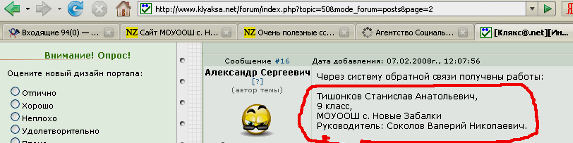 http://www.klyaksa.net/forum/index.php?topic=50&mode_forum=posts&page=2
Входящие 94(0) — ...
NZ Сайт МОУООШ с. Н...
NZ Очень полезные сс...
Агентство Социаль...
[Клякс@.net][Ин...
Внимание! Опрос!
Оцените новый дизайн портала:
Отлично
Хорошо
Неплохо
Удовлетворительно
Сообщение #16
Дата добавления: 07.02.2008г. 12:07:56
Александр Сергеевич
[?]
(автор темы)
Через систему обратной связи получены работы:
Тишонков Станислав Анатольевич,
9 класс,
МОУООШ с. Новые Забалки
Руководитель: Соколов Валерий Николаевич.